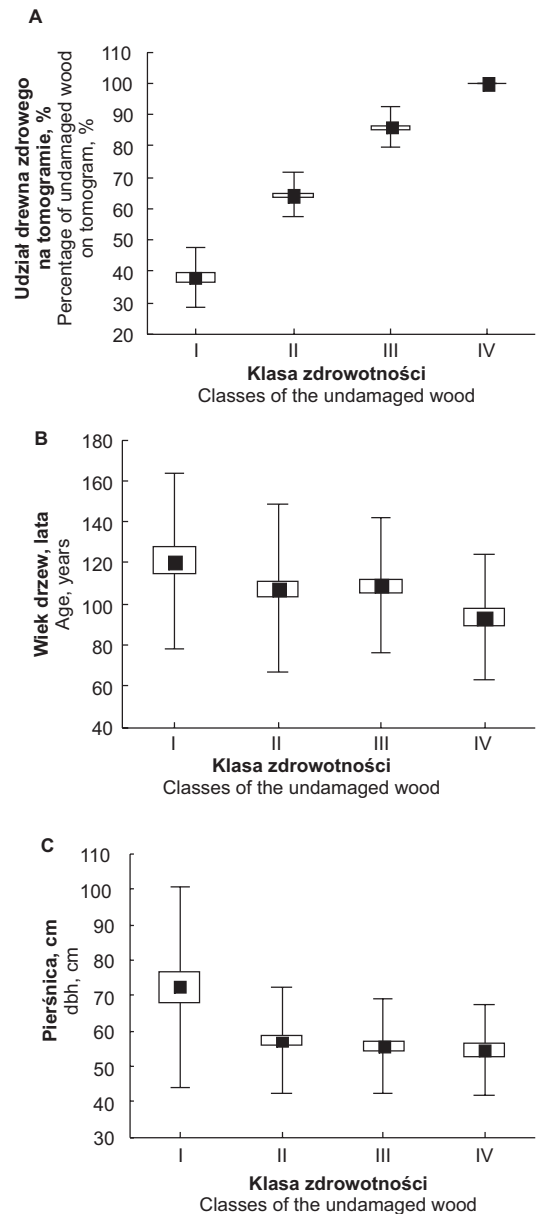 A
Udział drewna zdrowego
na tomogramie, %
Percentage of undamaged wood
on tomogram, %
110
100
90
80
70
60
50
40
30
20
I II III IV
Klasa zdrowotności
Classes of the undamaged wood
B
Wiek drzew, lata
Age, years
180
160
140
120
100
80
60
40
I II III IV
Klasa zdrowotności
Classes of the undamaged wood
C
Pierśnica, cm
dbh, cm
110
100
90
80
70
60
50
40
30
I II III IV
Klasa zdrowotności
Classes of the undamaged wood